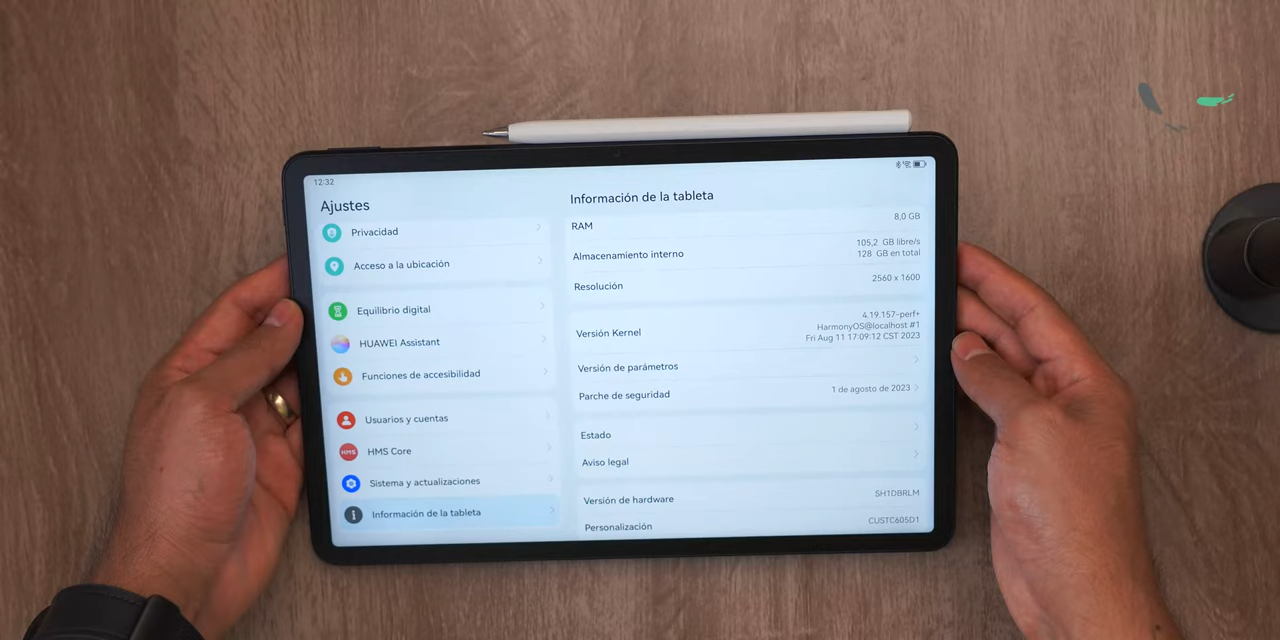 12:32
Ajustes
Privacidad
Acceso a la ubicación
Equilibrio digital
HUAWEI Assistant
Funciones de accesibilidad
Usuarios y cuentas
HMS
HMS Core
Sistema y actualizaciones
Información de la tableta
Información de la tableta
RAM
8,0 GB
Almacenamiento interno
105,2 GB libre/s
128 GB en total
Resolución
2560 x 1600
Versión Kernel
4.19.157-perf+
HarmonyOS@localhost #1
Fri Aug 11 17:09:12 CST 2023
Versión de parámetros
Parche de seguridad
1 de agosto de 2023
Estado
Aviso legal
Versión de hardware
SH1DBRLM
Personalización
CUSTC605D1